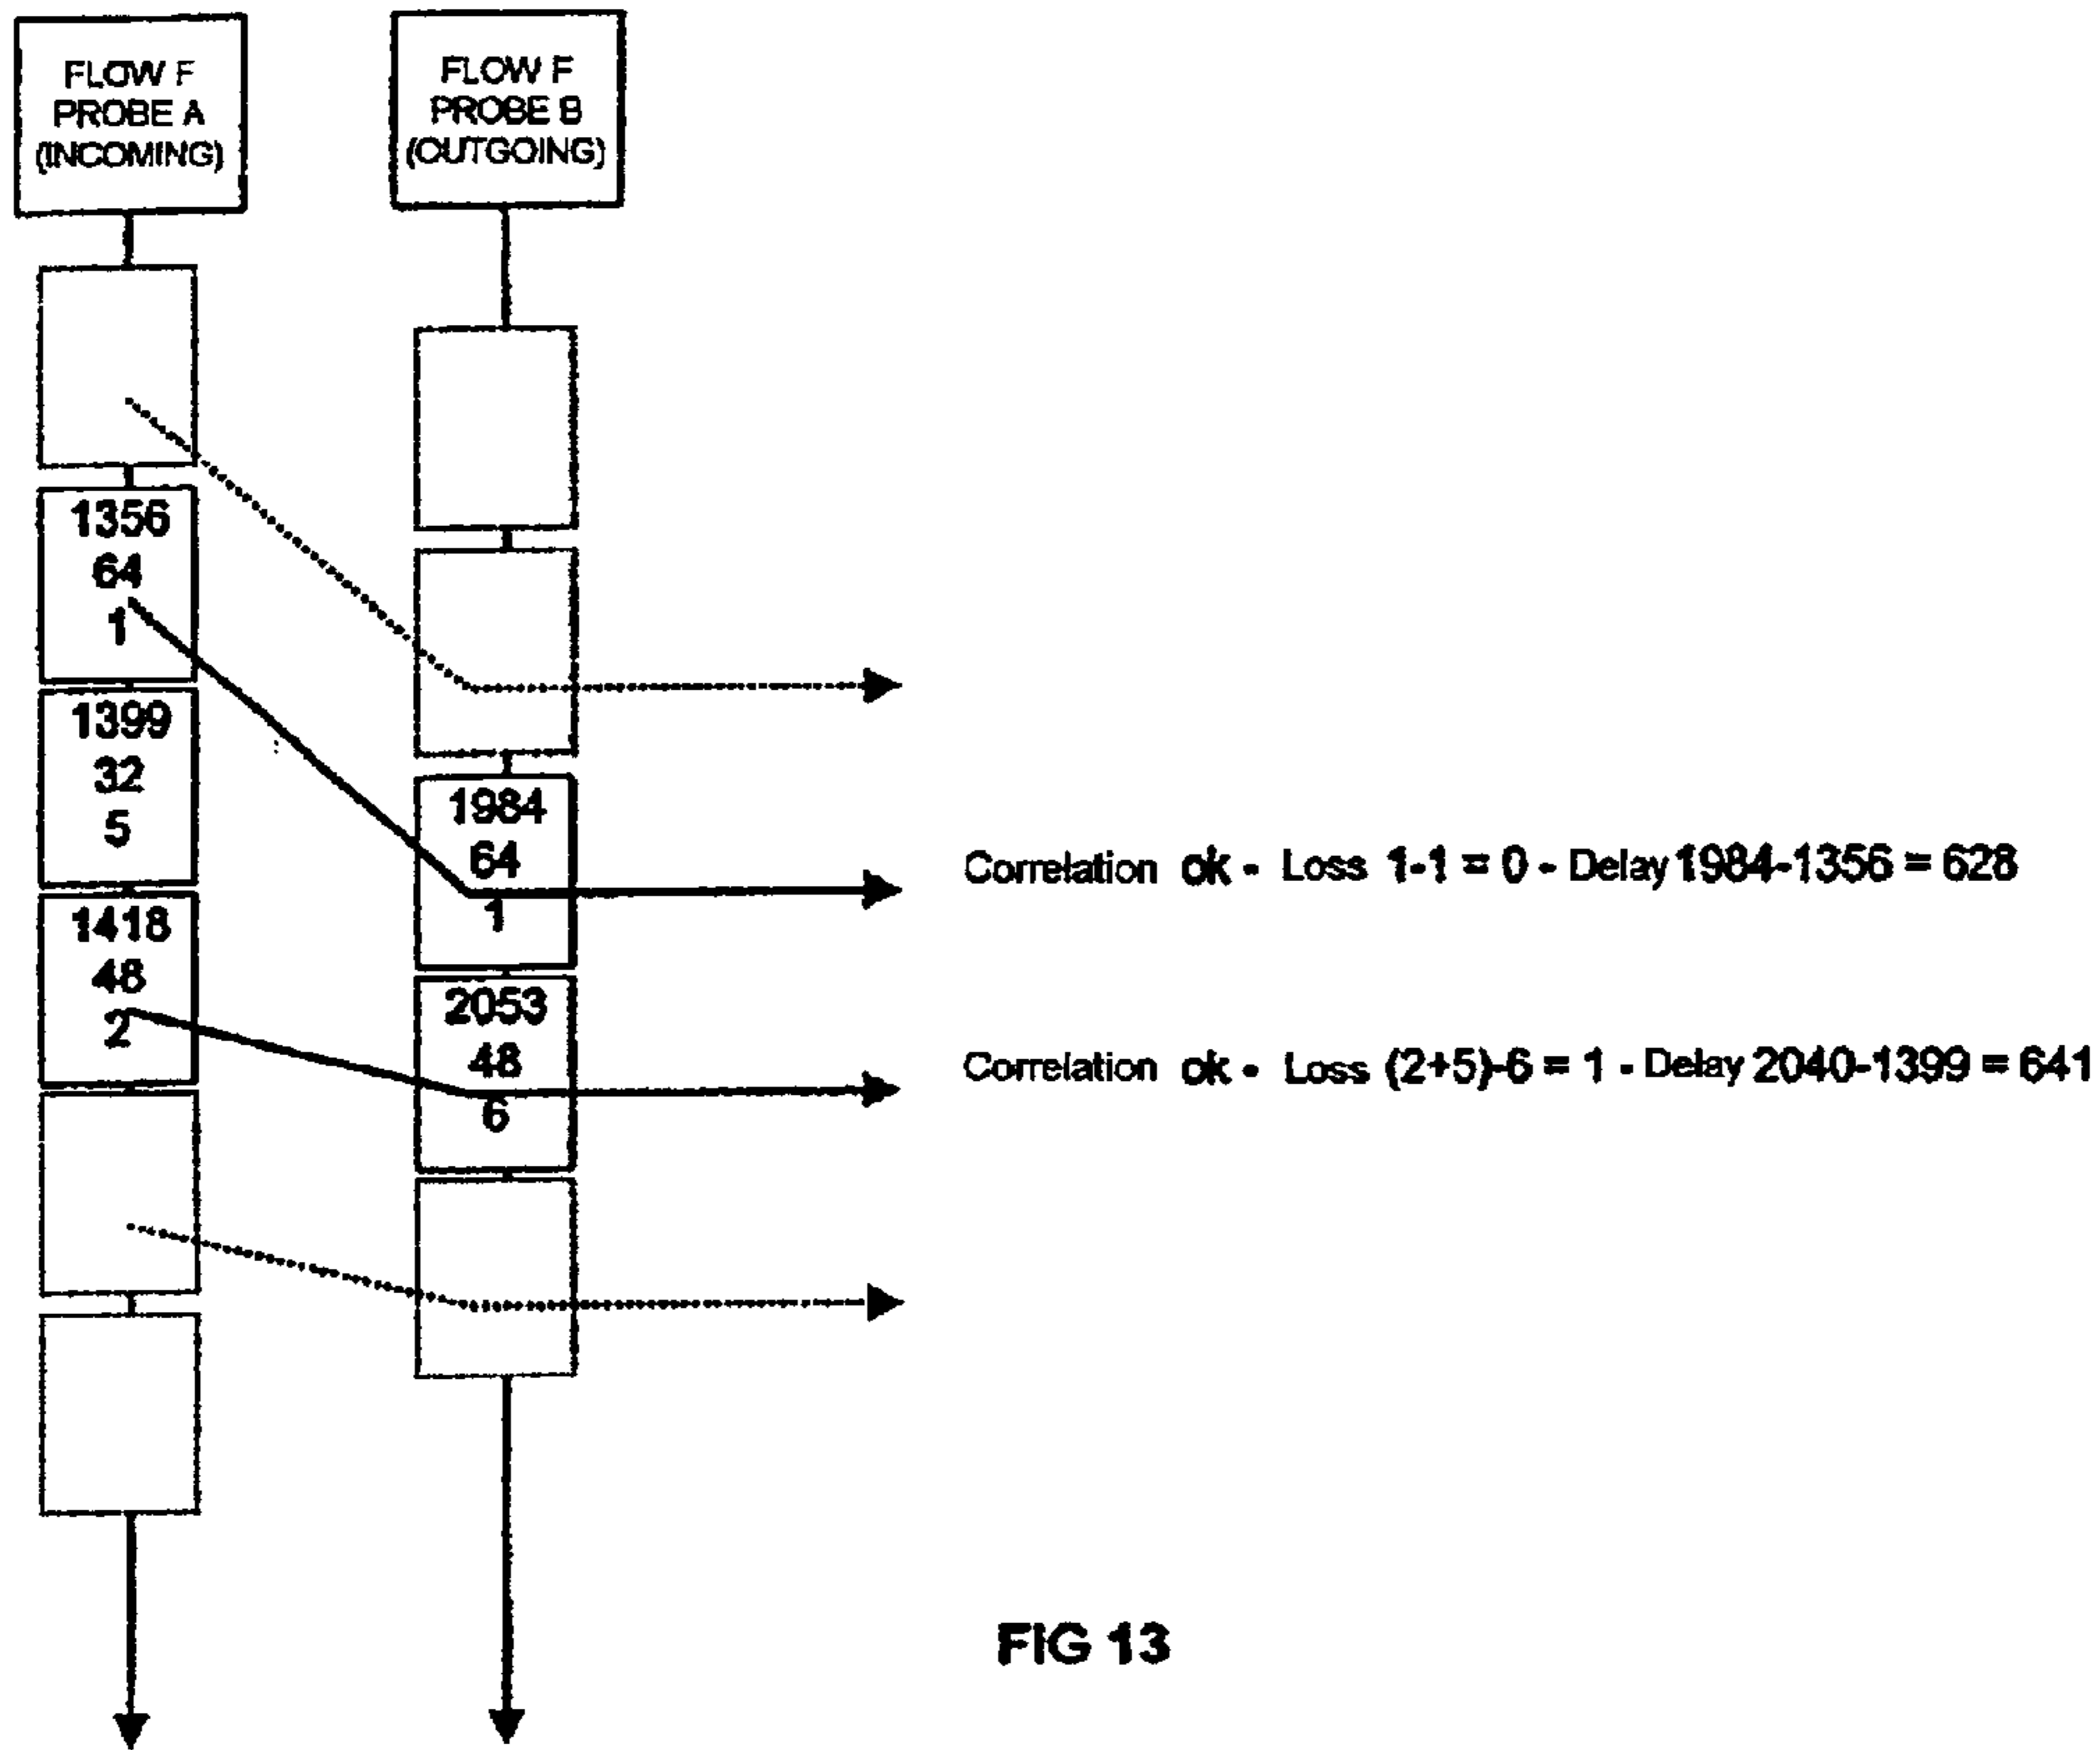 FLOW F
PROBE A
(INCOMING)
FLOW F
PROBE B
(OUTGOING)
1356
64
1
1399
32
5
1418
48
2
1984
64
1
2053
48
6
Correlation ok - Loss 1-1 = 0 - Delay 1984-1356 = 628
Correlation ok - Loss (2+5)-6 = 1 - Delay 2040-1399 = 641
FIG 13